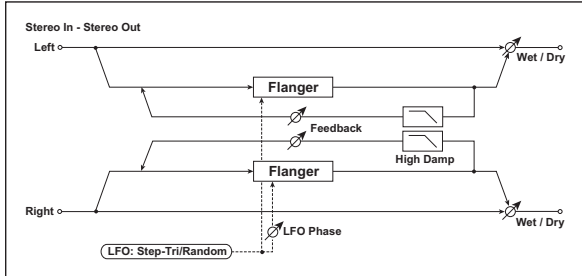 Stereo In - Stereo Out
Left
Wet / Dry
Flanger
Feedback
High Damp
Flanger
LFO Phase
Right
Wet / Dry
LFO: Step-Tri/Random